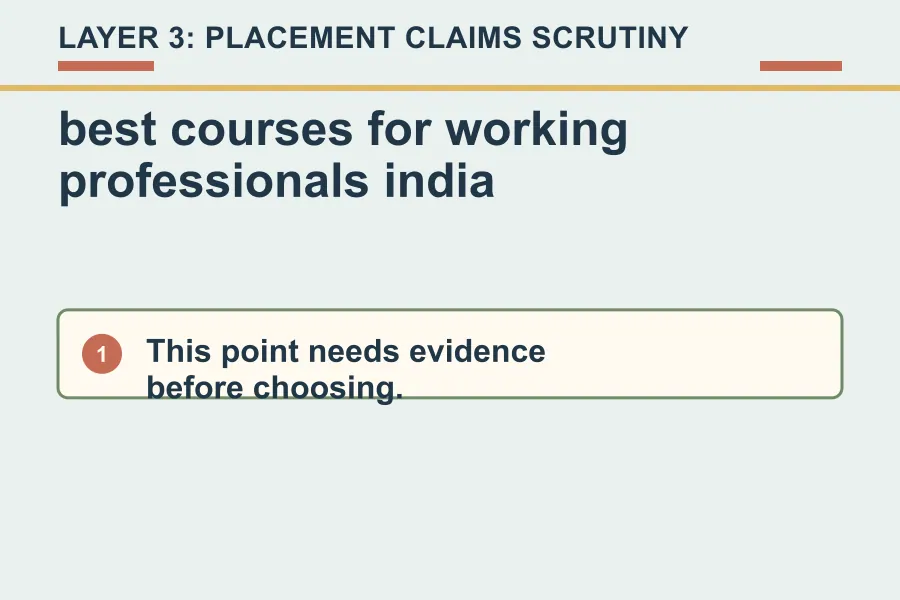 LAYER 3: PLACEMENT CLAIMS SCRUTINY
best courses for working
professionals india
1
This point needs evidence
before choosing.